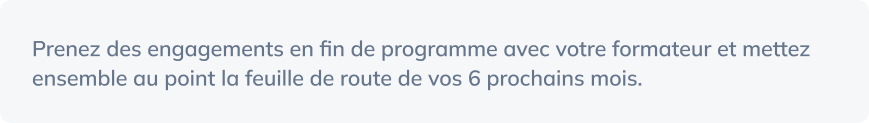 Prenez des engagements en fin de programme avec votre formateur et mettez
ensemble au point la feuille de route de vos 6 prochains mois.